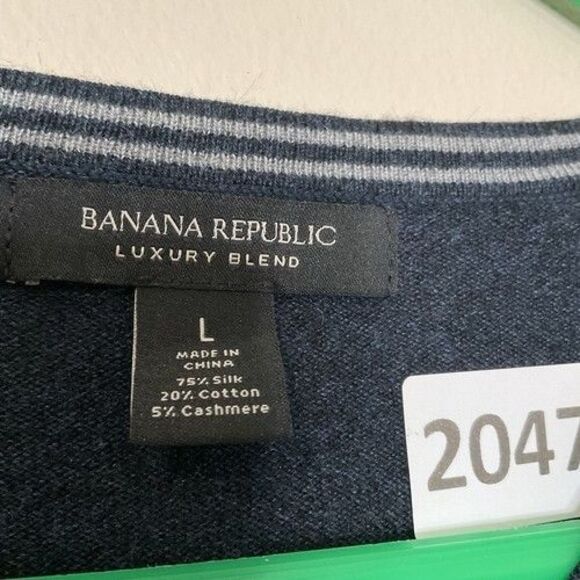 BANANA REPUBLIC
LUXURY BLEND
L
MADE IN
CHINA
75% Silk
20% Cotton
5% Cashmere
2047